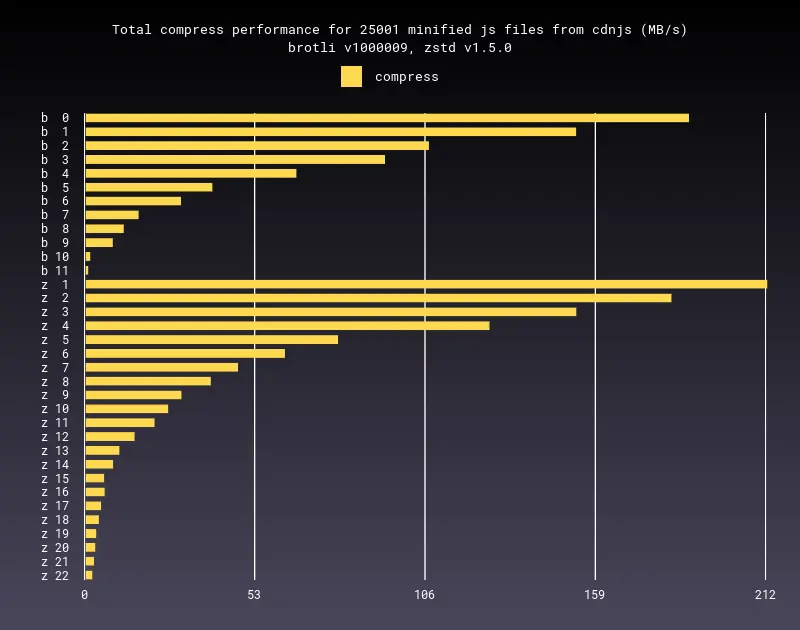 Total compress performance for 25001 minified js files from cdnjs (MB/s)
brotli v1000009, zstd v1.5.0
compress
b  0
b  1
b  2
b  3
b  4
b  5
b  6
b  7
b  8
b  9
b 10
b 11
z  1
z  2
z  3
z  4
z  5
z  6
z  7
z  8
z  9
z 10
z 11
z 12
z 13
z 14
z 15
z 16
z 17
z 18
z 19
z 20
z 21
z 22
0 53 106 159 212